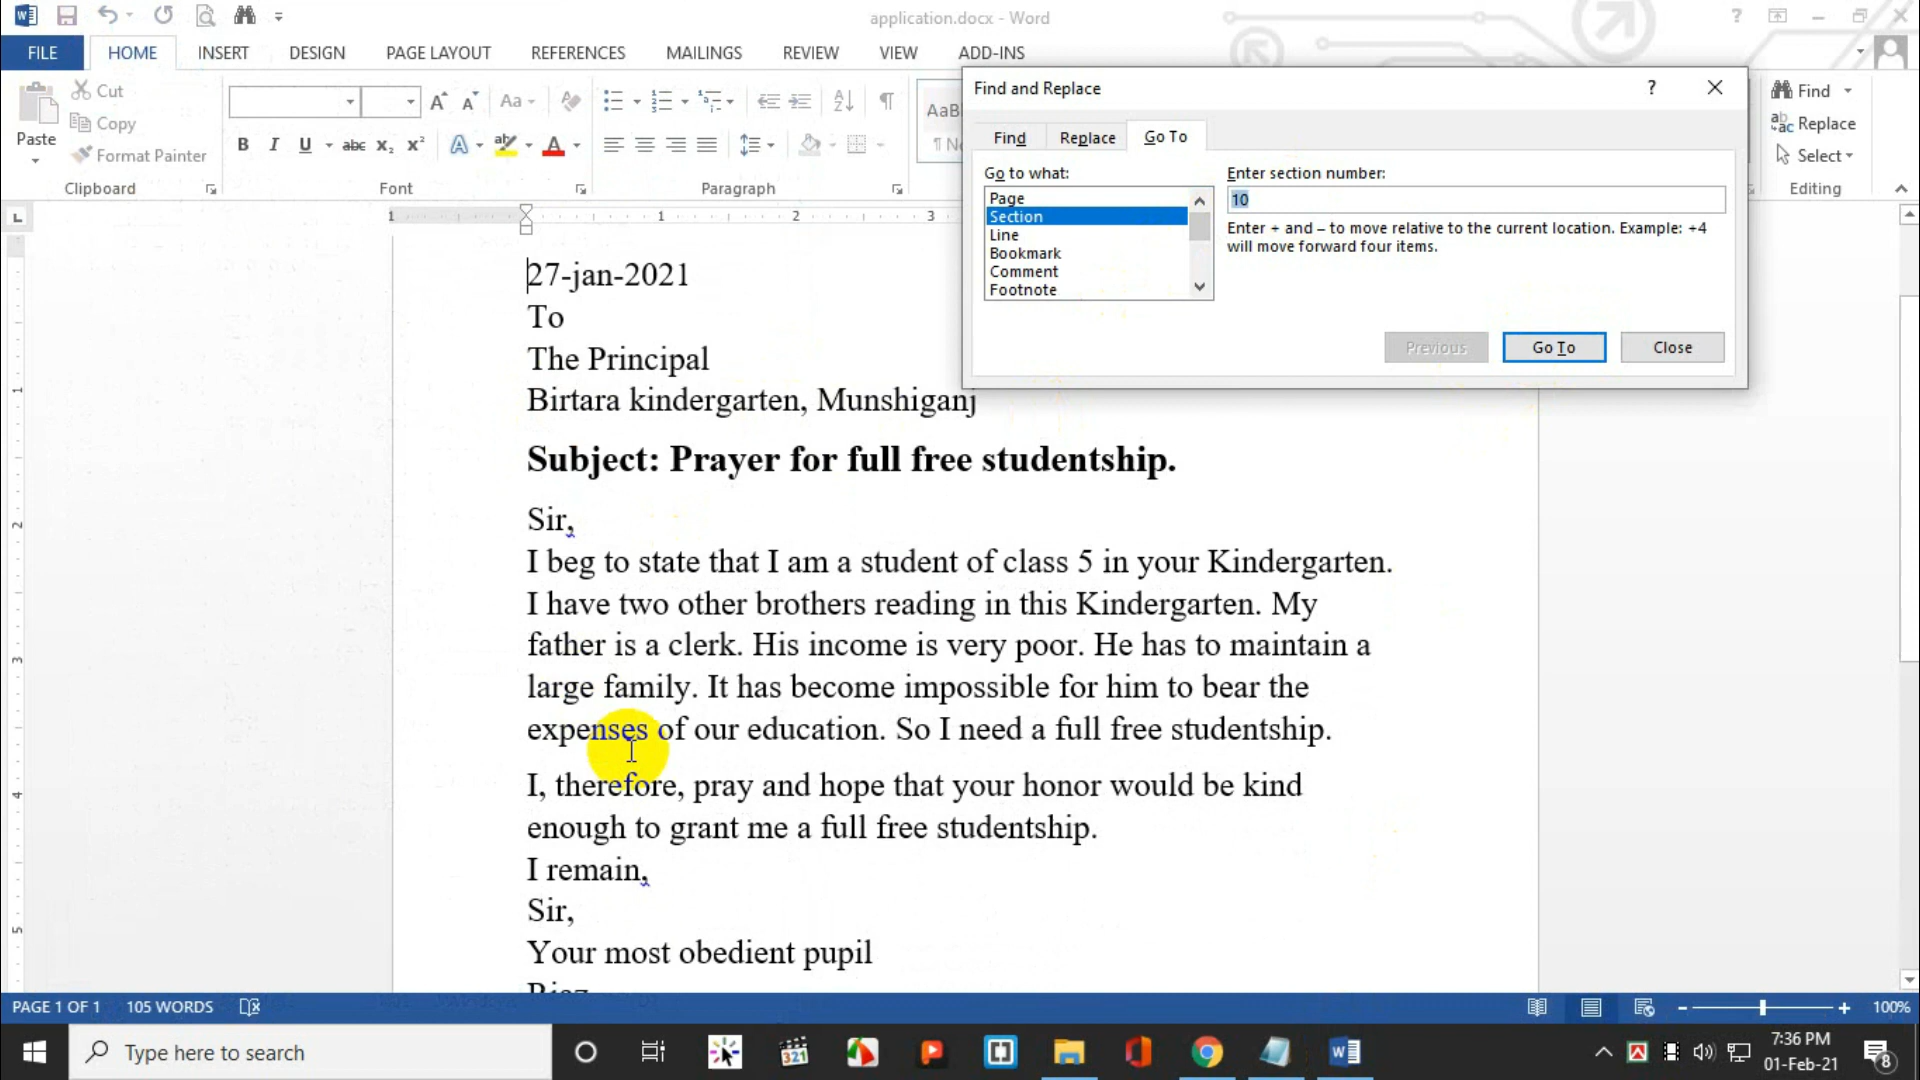 application.docx - Word
FILE
HOME
INSERT
DESIGN
PAGE LAYOUT
REFERENCES
MAILINGS
REVIEW
VIEW
ADD-INS
Paste
Cut
Copy
Format Painter
Clipboard
Font
Paragraph
Find
Replace
Select
Editing
Find and Replace
Find
Replace
Go To
Go to what:
Page
Section
Line
Bookmark
Comment
Footnote
Enter section number:
10
Enter + and – to move relative to the current location. Example: +4
will move forward four items.
Previous
Go To
Close
27-jan-2021
To
The Principal
Birtara kindergarten, Munshiganj
Subject: Prayer for full free studentship.
Sir,
I beg to state that I am a student of class 5 in your Kindergarten.
I have two other brothers reading in this Kindergarten. My
father is a clerk. His income is very poor. He has to maintain a
large family. It has become impossible for him to bear the
expenses of our education. So I need a full free studentship.
I, therefore, pray and hope that your honor would be kind
enough to grant me a full free studentship.
I remain,
Sir,
Your most obedient pupil
PAGE 1 OF 1
105 WORDS
100%
Type here to search
7:36 PM
01-Feb-21
8